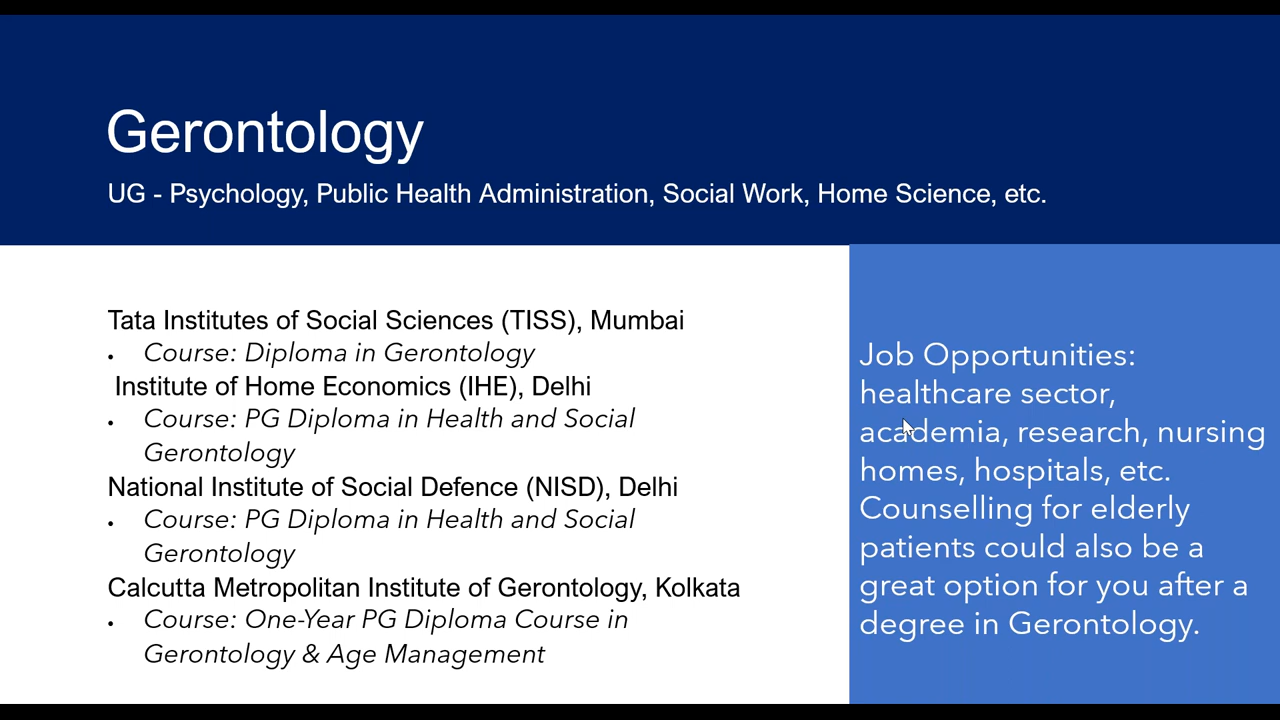 Gerontology
UG - Psychology, Public Health Administration, Social Work, Home Science, etc.
Tata Institutes of Social Sciences (TISS), Mumbai
• Course: Diploma in Gerontology
Institute of Home Economics (IHE), Delhi
• Course: PG Diploma in Health and Social
Gerontology
National Institute of Social Defence (NISD), Delhi
• Course: PG Diploma in Health and Social
Gerontology
Calcutta Metropolitan Institute of Gerontology, Kolkata
• Course: One-Year PG Diploma Course in
Gerontology & Age Management
Job Opportunities:
healthcare sector,
academia, research, nursing
homes, hospitals, etc.
Counselling for elderly
patients could also be a
great option for you after a
degree in Gerontology.